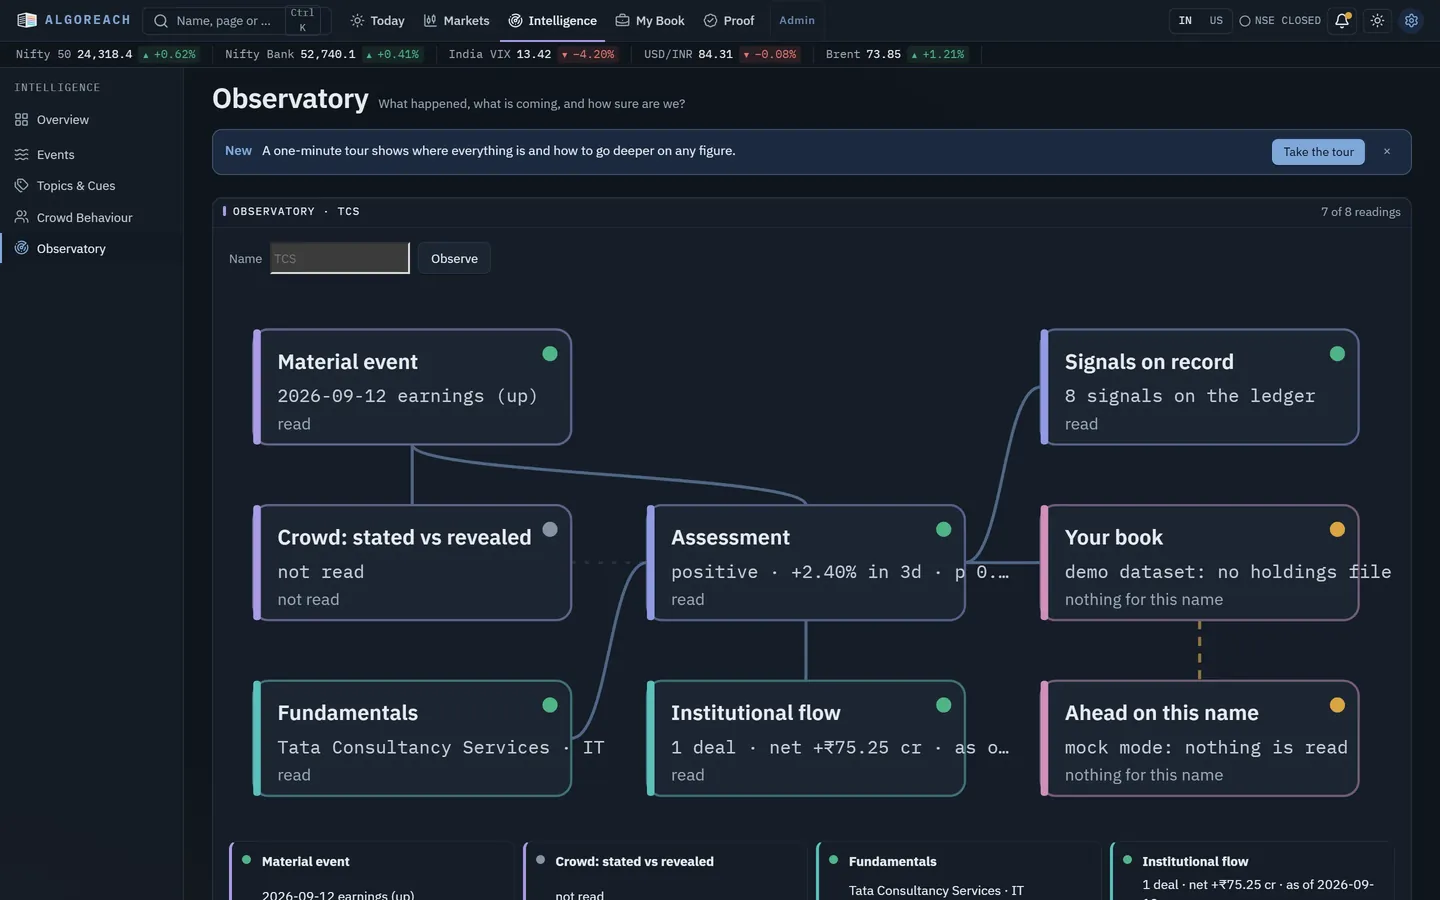 ALGOREACH
Name, page or ...
Ctrl K
Today
Markets
Intelligence
My Book
Proof
Admin
IN
US
NSE CLOSED
Nifty 50 24,318.4 ▲ +0.62%
Nifty Bank 52,740.1 ▲ +0.41%
India VIX 13.42 ▼ −4.20%
USD/INR 84.31 ▼ −0.08%
Brent 73.85 ▲ +1.21%
INTELLIGENCE
Overview
Events
Topics & Cues
Crowd Behaviour
Observatory
Observatory What happened, what is coming, and how sure are we?
New A one-minute tour shows where everything is and how to go deeper on any figure.
Take the tour ×
OBSERVATORY · TCS
7 of 8 readings
Name TCS Observe
Material event
2026-09-12 earnings (up)
read
Signals on record
8 signals on the ledger
read
Crowd: stated vs revealed
not read
not read
Assessment
positive · +2.40% in 3d · p 0.…
read
Your book
demo dataset: no holdings file
nothing for this name
Fundamentals
Tata Consultancy Services · IT
read
Institutional flow
1 deal · net +₹75.25 cr · as o…
read
Ahead on this name
mock mode: nothing is read
nothing for this name
Material event
2026-09-12 earnings (up)
Crowd: stated vs revealed
not read
Fundamentals
Tata Consultancy Services · IT
Institutional flow
1 deal · net +₹75.25 cr · as of 2026-09-